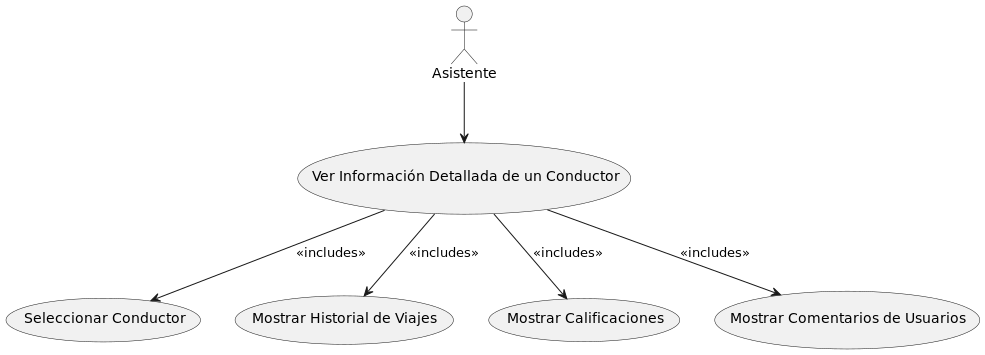 Asistente
Ver Información Detallada de un Conductor
«includes»
«includes»
«includes»
«includes»
Seleccionar Conductor
Mostrar Historial de Viajes
Mostrar Calificaciones
Mostrar Comentarios de Usuarios